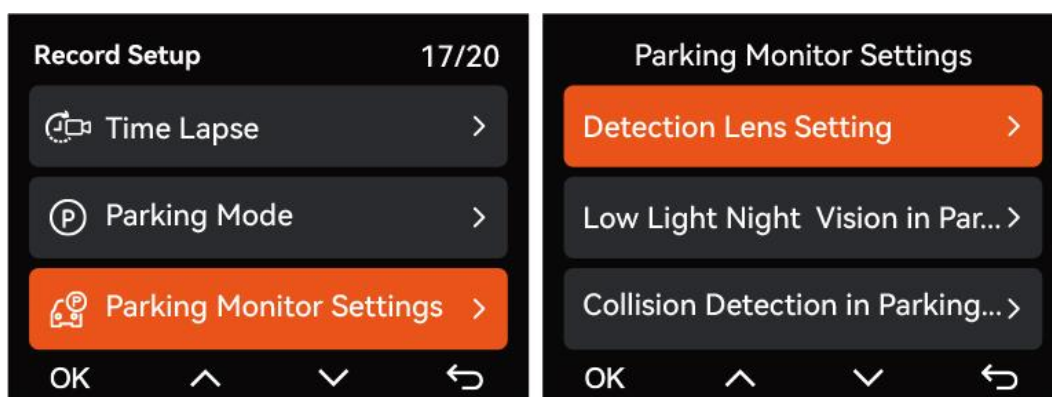 Record Setup 17/20
Time Lapse
P Parking Mode
P Parking Monitor Settings
OK
Parking Monitor Settings
Detection Lens Setting
Low Light Night Vision in Par...
Collision Detection in Parking...
OK